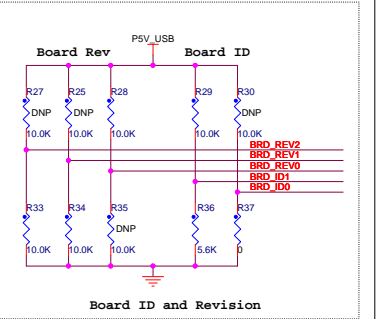 P5V_USB
Board Rev Board ID
R27 R25 R28 R29 R30
DNP DNP DNP
10.0K 10.0K 10.0K 10.0K 10.0K
BRD_REV2
BRD_REV1
BRD_REV0
BRD_ID1
BRD_ID0
R33 R34 R35 R36 R37
DNP
10.0K 10.0K 10.0K 5.6K 0
Board ID and Revision